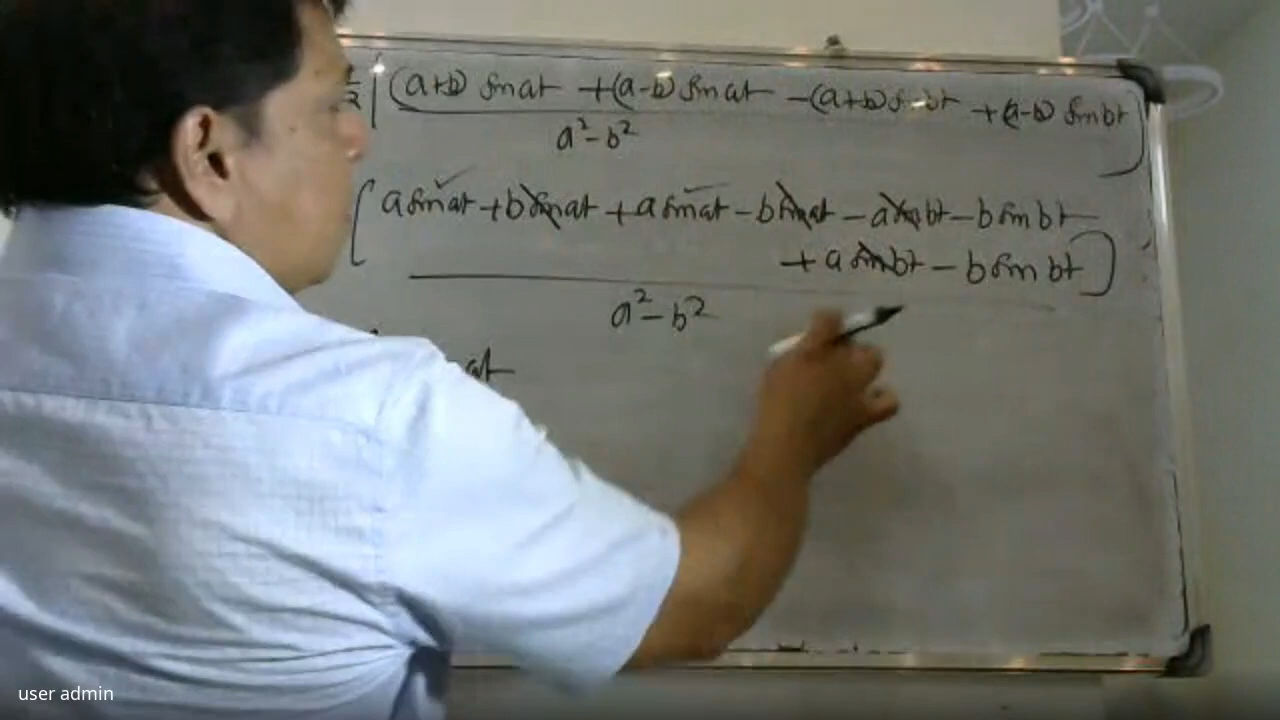 [(a+b) sin at + (a-b) sin at - (a+b) sin bt + (a-b) sin bt]
a² - b²
[a sin at + b sin at + a sin at - b sin at - a sin bt - b sin bt
+ a sin bt - b sin bt]
a² - b²
at
user admin